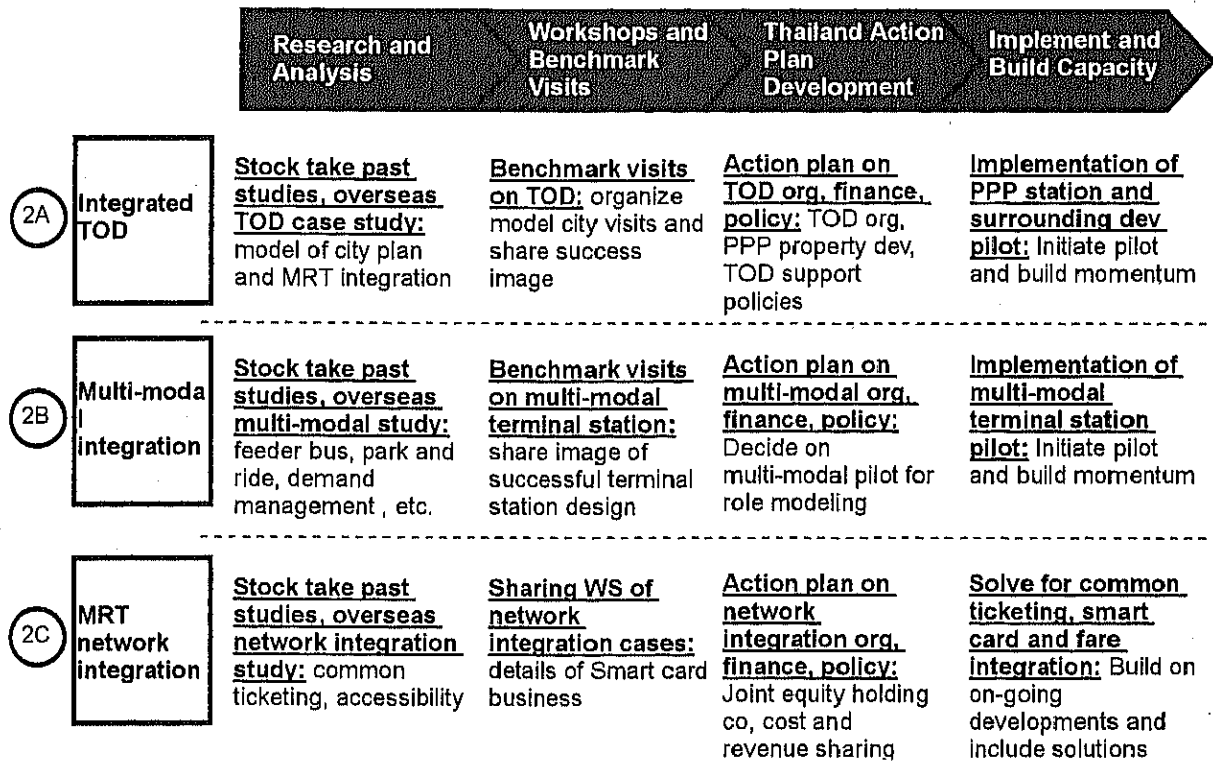 Research and
Analysis
Workshops and
Benchmark
Visits
Thailand Action
Plan
Development
Implement and
Build Capacity
2A
Integrated
TOD
Stock take past
studies, overseas
TOD case study:
model of city plan
and MRT integration
Benchmark visits
on TOD: organize
model city visits and
share success
image
Action plan on
TOD org, finance,
policy: TOD org,
PPP property dev,
TOD support
policies
Implementation of
PPP station and
surrounding dev
pilot: Initiate pilot
and build momentum
2B
Multi-moda
l
integration
Stock take past
studies, overseas
multi-modal study:
feeder bus, park and
ride, demand
management , etc.
Benchmark visits
on multi-modal
terminal station:
share image of
successful terminal
station design
Action plan on
multi-modal org,
finance, policy:
Decide on
multi-modal pilot for
role modeling
Implementation of
multi-modal
terminal station
pilot: Initiate pilot
and build momentum
2C
MRT
network
integration
Stock take past
studies, overseas
network integration
study: common
ticketing, accessibility
Sharing WS of
network
integration cases:
details of Smart card
business
Action plan on
network
integration org,
finance, policy:
Joint equity holding
co, cost and
revenue sharing
Solve for common
ticketing, smart
card and fare
integration: Build on
on-going
developments and
include solutions